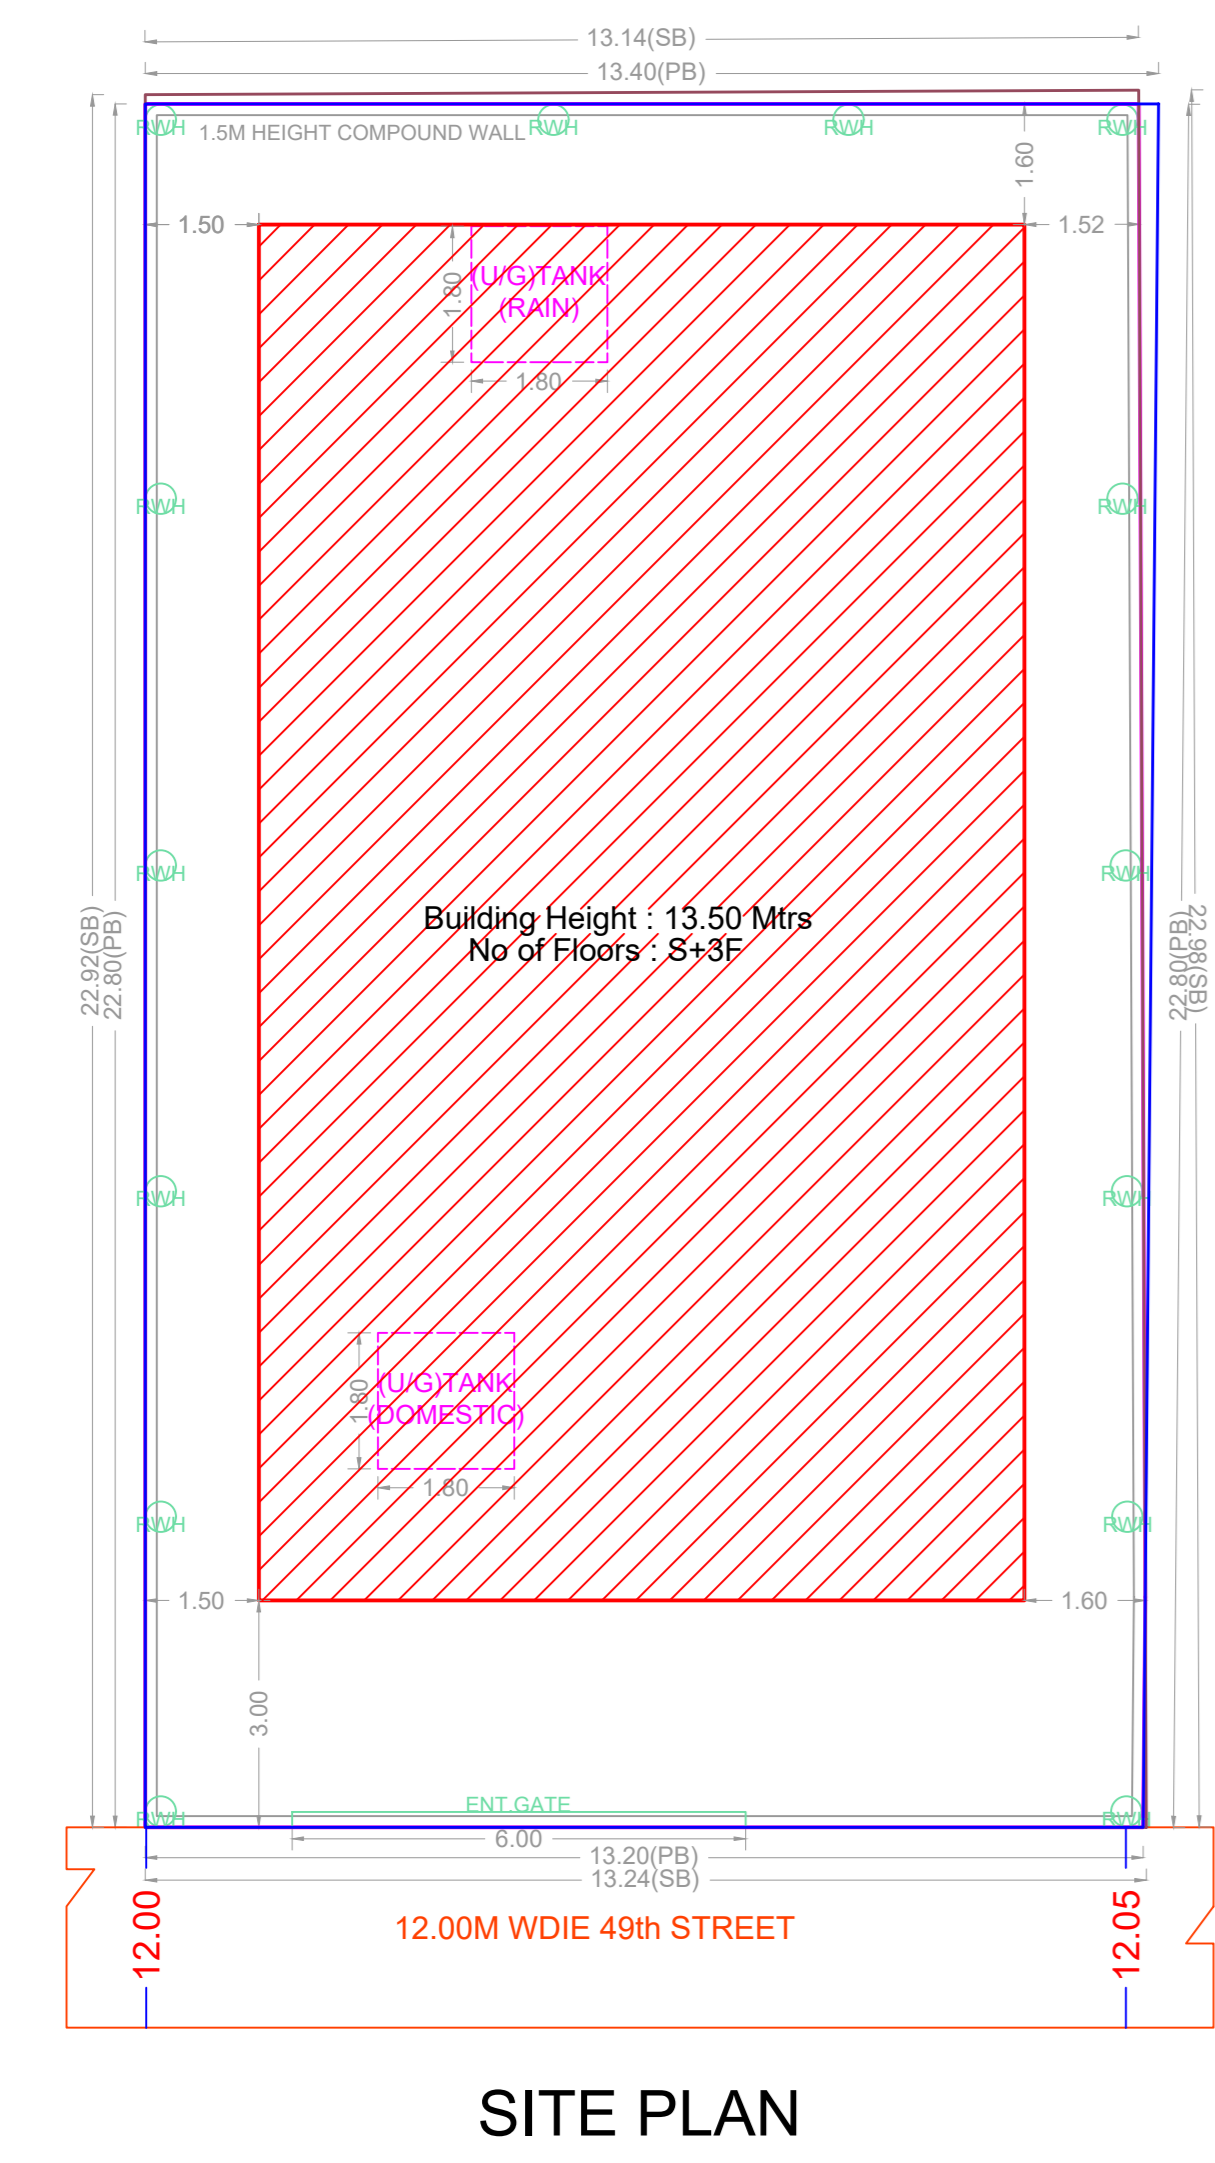 13.14(SB)
13.40(PB)
RWH
RWH
RWH
RWH
1.5M HEIGHT COMPOUND WALL
1.60
1.50
1.52
(U/G)TANK
(RAIN)
1.80
1.80
RWH
RWH
RWH
RWH
Building Height : 13.50 Mtrs
No of Floors : S+3F
22.92(SB)
22.80(PB)
22.80(PB)
22.98(SB)
RWH
RWH
(U/G)TANK
(DOMESTIC)
1.80
1.80
RWH
RWH
1.50
1.60
3.00
ENT.GATE
RWH
RWH
6.00
13.20(PB)
13.24(SB)
12.00
12.00M WDIE 49th STREET
12.05
SITE PLAN